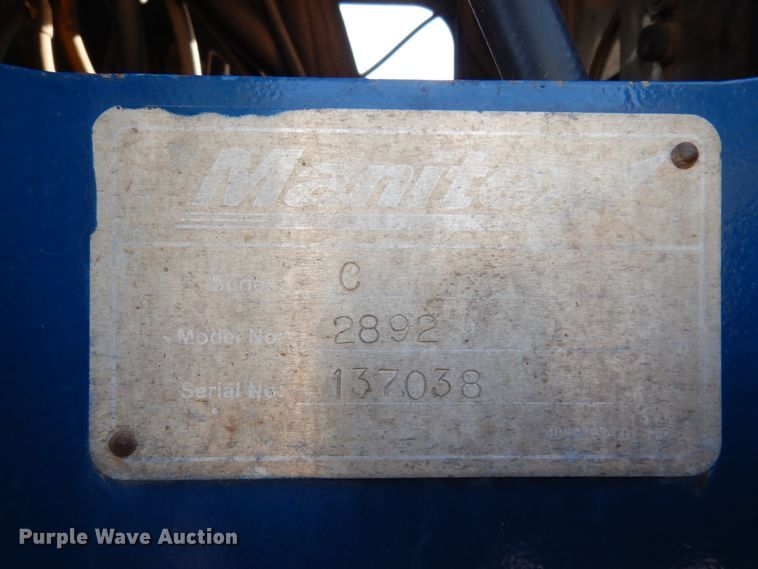 Manitex
Series C
Model No. 2892
Serial No. 137038
Purple Wave Auction®